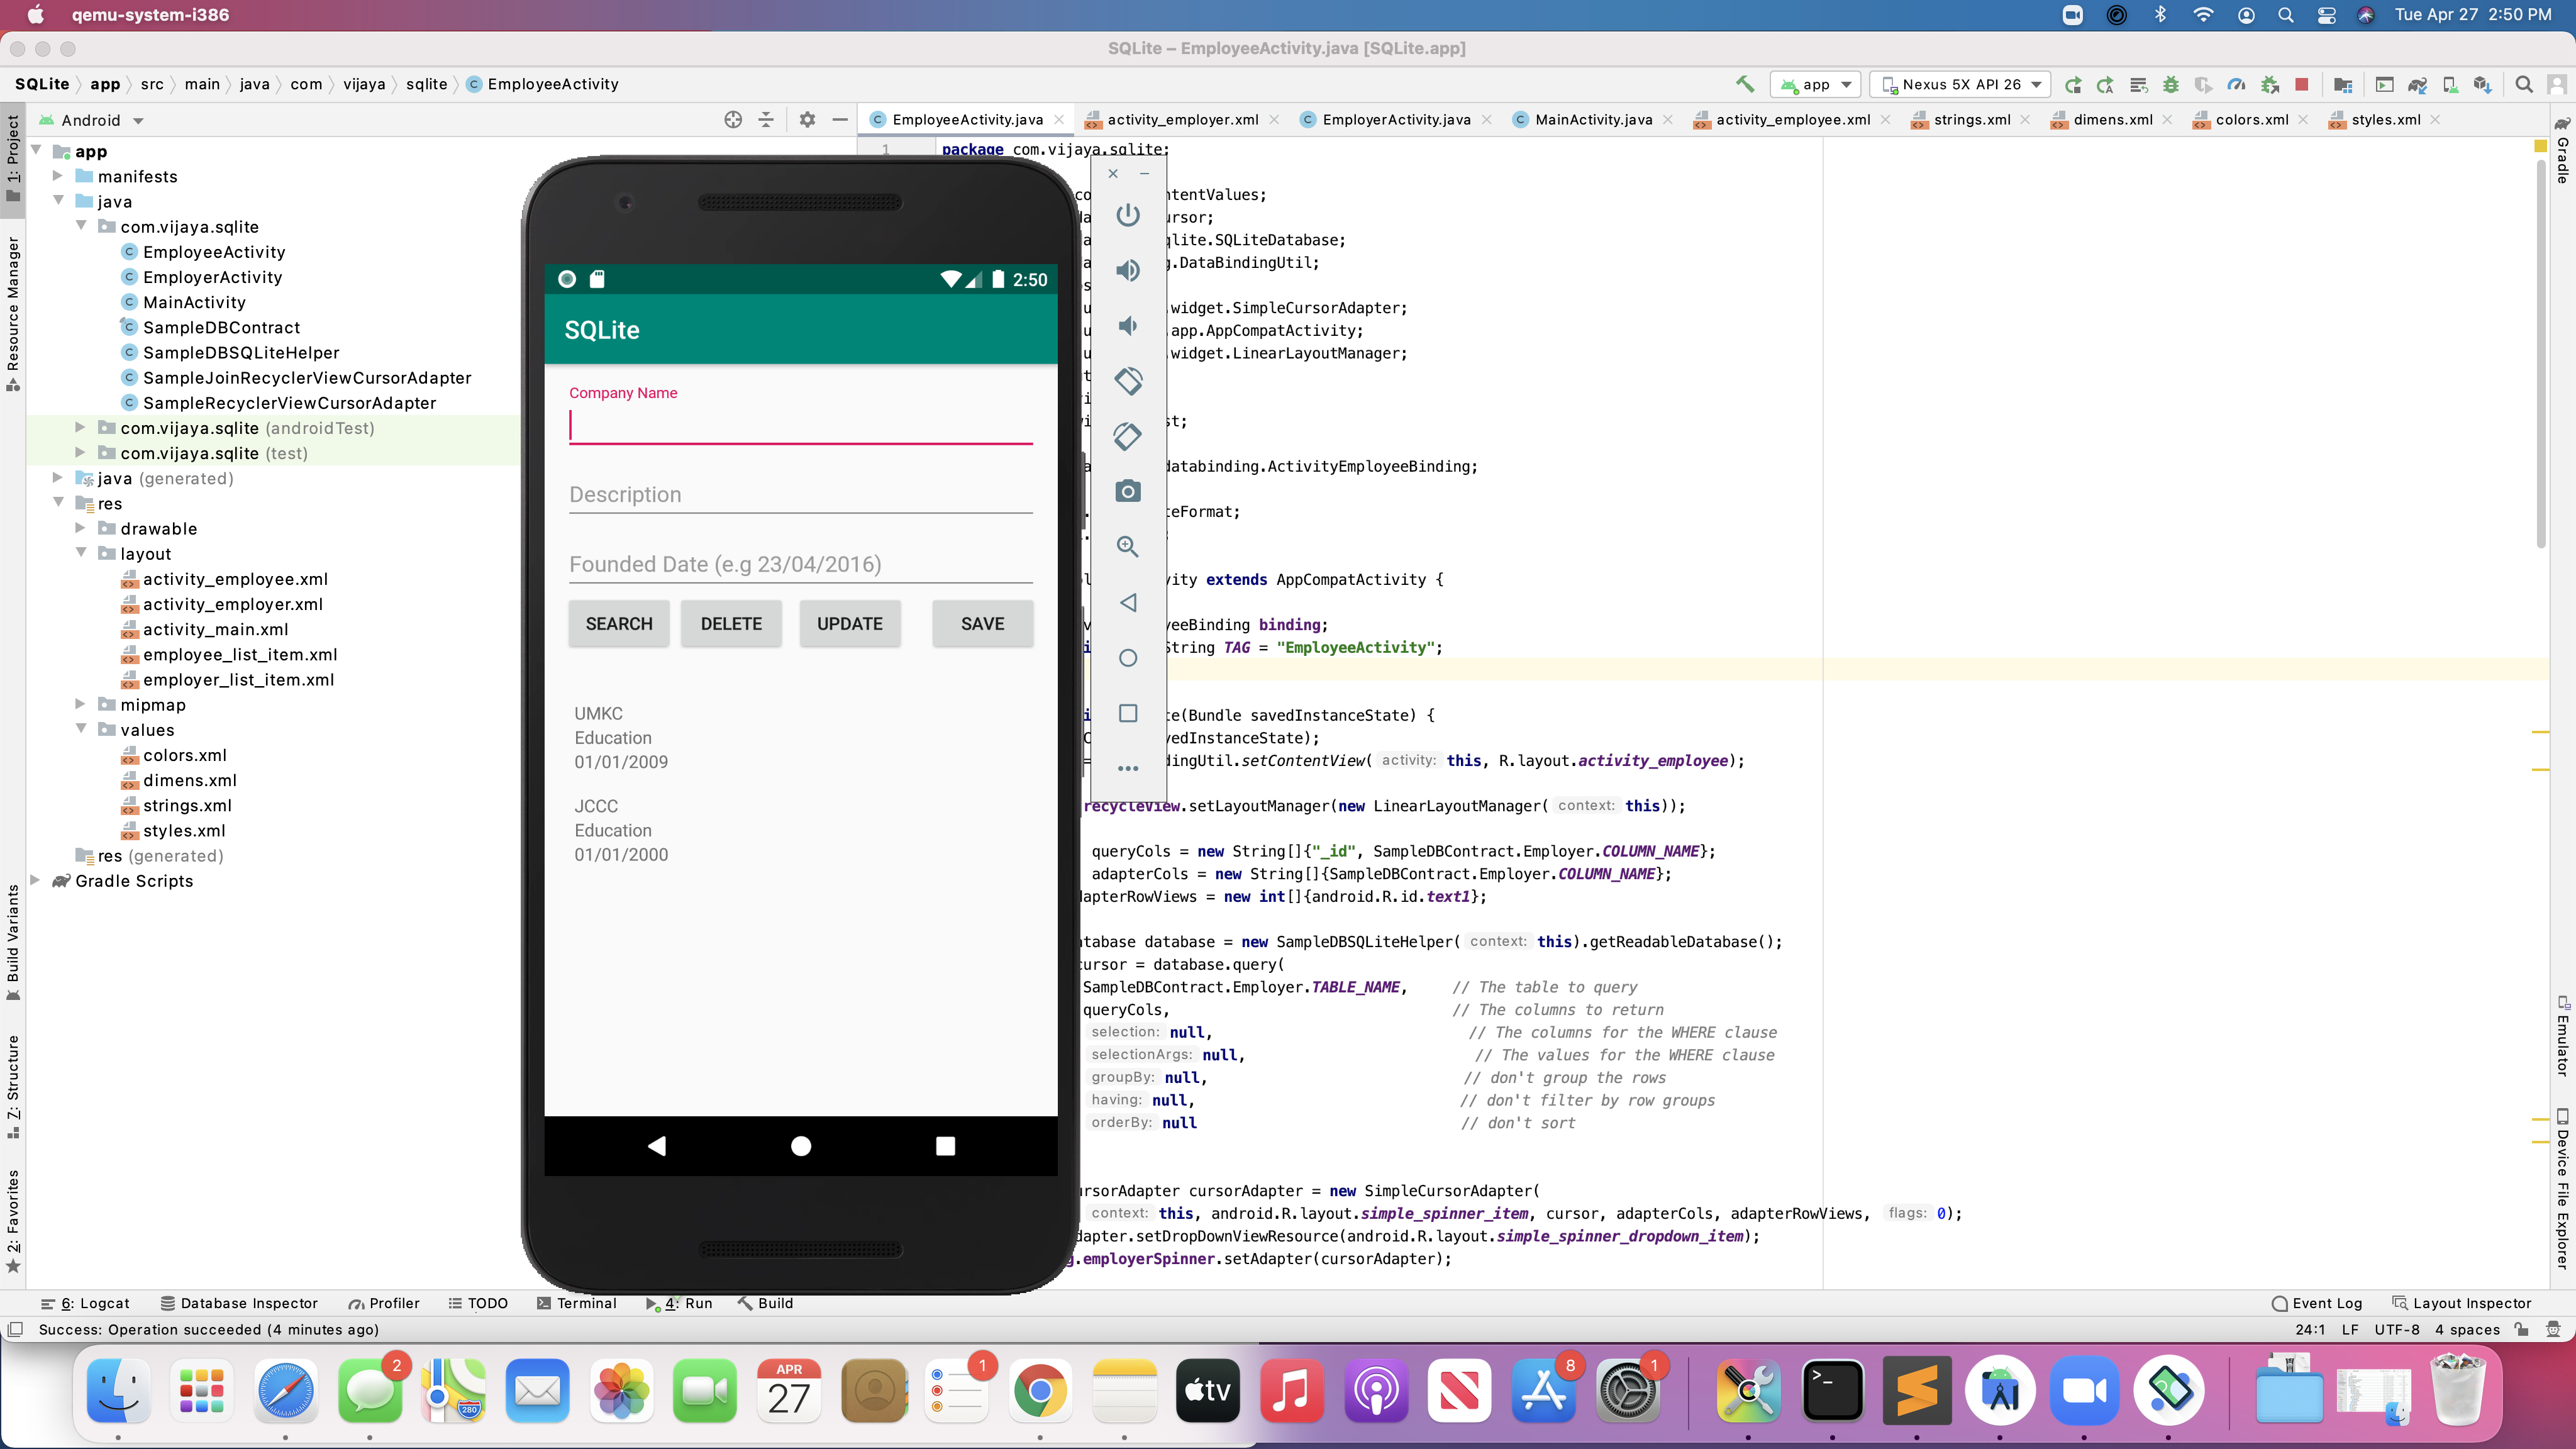 qemu-system-i386
Tue Apr 27 2:50 PM
SQLite – EmployeeActivity.java [SQLite.app]
SQLite app src main java com vijaya sqlite EmployeeActivity
app
Nexus 5X API 26
Android
EmployeeActivity.java activity_employer.xml EmployerActivity.java MainActivity.java activity_employee.xml strings.xml dimens.xml colors.xml styles.xml
1: Project
Resource Manager
Build Variants
7: Structure
2: Favorites
app
manifests
java
com.vijaya.sqlite
EmployeeActivity
EmployerActivity
MainActivity
SampleDBContract
SampleDBSQLiteHelper
SampleJoinRecyclerViewCursorAdapter
SampleRecyclerViewCursorAdapter
com.vijaya.sqlite (androidTest)
com.vijaya.sqlite (test)
java (generated)
res
drawable
layout
activity_employee.xml
activity_employer.xml
activity_main.xml
employee_list_item.xml
employer_list_item.xml
mipmap
values
colors.xml
dimens.xml
strings.xml
styles.xml
res (generated)
Gradle Scripts
2:50
SQLite
Company Name
Description
Founded Date (e.g 23/04/2016)
SEARCH DELETE UPDATE SAVE
UMKC
Education
01/01/2009
JCCC
Education
01/01/2000
1
package com.vijaya.sqlite;
ntentValues;
rsor;
qlite.SQLiteDatabase;
g.DataBindingUtil;
widget.SimpleCursorAdapter;
app.AppCompatActivity;
widget.LinearLayoutManager;
st;
databinding.ActivityEmployeeBinding;
teFormat;
vity extends AppCompatActivity {
yeeBinding binding;
String TAG = "EmployeeActivity";
te(Bundle savedInstanceState) {
vedInstanceState);
dingUtil.setContentView( activity: this, R.layout.activity_employee);
recycleView.setLayoutManager(new LinearLayoutManager( context: this));
queryCols = new String[]{"_id", SampleDBContract.Employer.COLUMN_NAME};
adapterCols = new String[]{SampleDBContract.Employer.COLUMN_NAME};
dapterRowViews = new int[]{android.R.id.text1};
atabase database = new SampleDBSQLiteHelper( context: this).getReadableDatabase();
cursor = database.query(
SampleDBContract.Employer.TABLE_NAME, // The table to query
queryCols, // The columns to return
selection: null, // The columns for the WHERE clause
selectionArgs: null, // The values for the WHERE clause
groupBy: null, // don't group the rows
having: null, // don't filter by row groups
orderBy: null // don't sort
ursorAdapter cursorAdapter = new SimpleCursorAdapter(
context: this, android.R.layout.simple_spinner_item, cursor, adapterCols, adapterRowViews, flags: 0);
dapter.setDropDownViewResource(android.R.layout.simple_spinner_dropdown_item);
g.employerSpinner.setAdapter(cursorAdapter);
Gradle
Emulator
Device File Explorer
6: Logcat Database Inspector Profiler TODO Terminal 4: Run Build
Event Log Layout Inspector
Success: Operation succeeded (4 minutes ago)
24:1 LF UTF-8 4 spaces
2
280
APR
27
1
tv
8
1